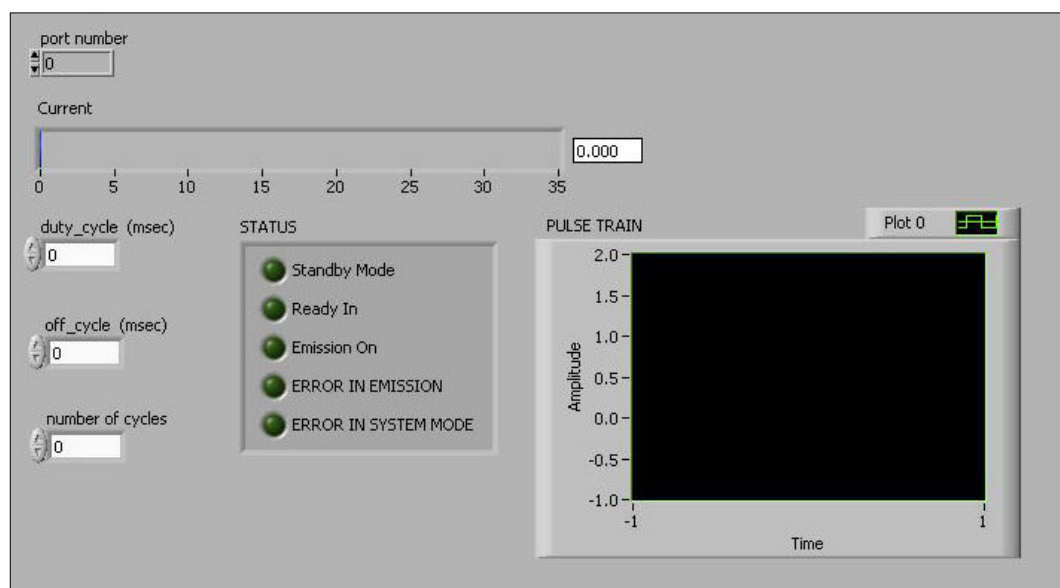 port number
0
Current
0.000
0 5 10 15 20 25 30 35
duty_cycle (msec)
0
off_cycle (msec)
0
number of cycles
0
STATUS
Standby Mode
Ready In
Emission On
ERROR IN EMISSION
ERROR IN SYSTEM MODE
PULSE TRAIN
Plot 0
Amplitude
2.0
1.5
1.0
0.5
0.0
-0.5
-1.0
-1 1
Time